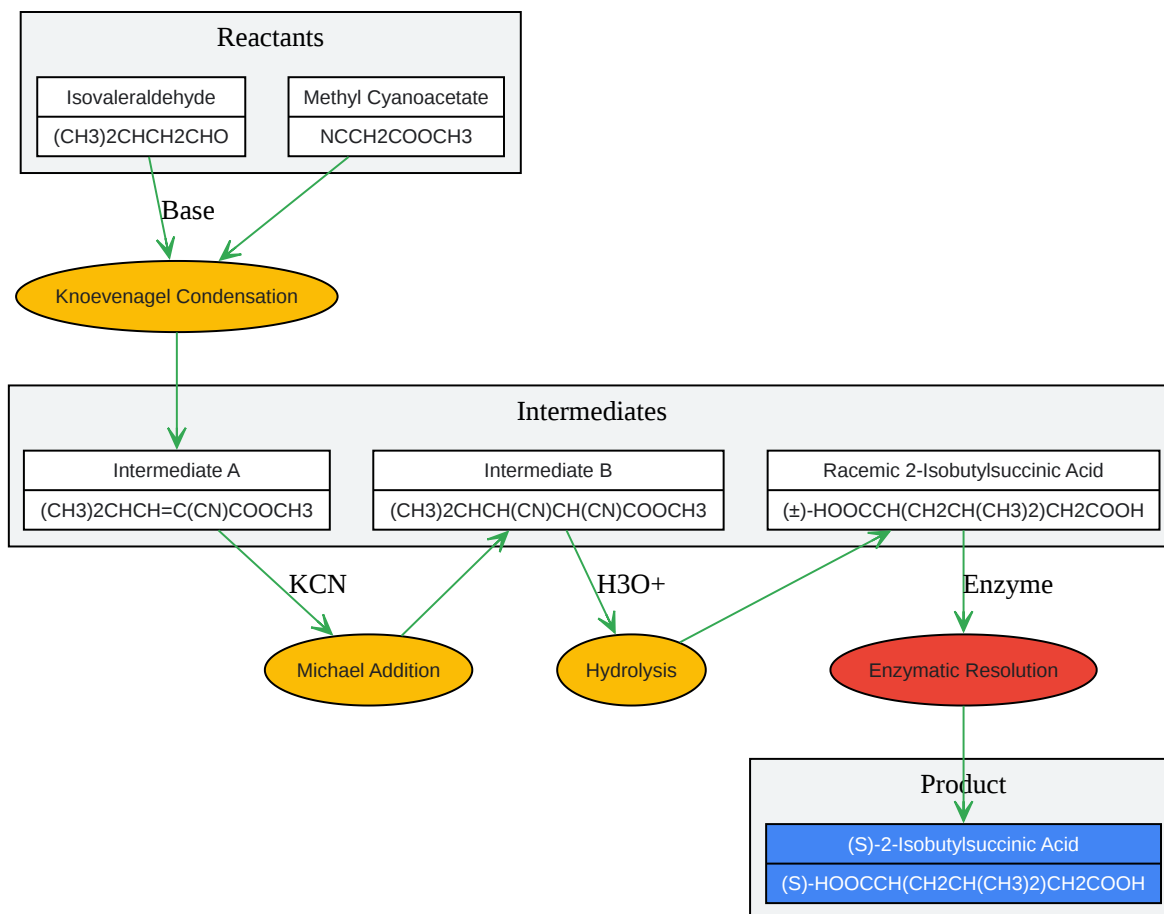 Reactants
Isovaleraldehyde
(CH3)2CHCH2CHO
Methyl Cyanoacetate
NCCH2COOCH3
Base
Knoevenagel Condensation
Intermediates
Intermediate A
(CH3)2CHCH=C(CN)COOCH3
Intermediate B
(CH3)2CHCH(CN)CH(CN)COOCH3
Racemic 2-Isobutylsuccinic Acid
(±)-HOOCCH(CH2CH(CH3)2)CH2COOH
KCN
H3O+
Enzyme
Michael Addition
Hydrolysis
Enzymatic Resolution
Product
(S)-2-Isobutylsuccinic Acid
(S)-HOOCCH(CH2CH(CH3)2)CH2COOH